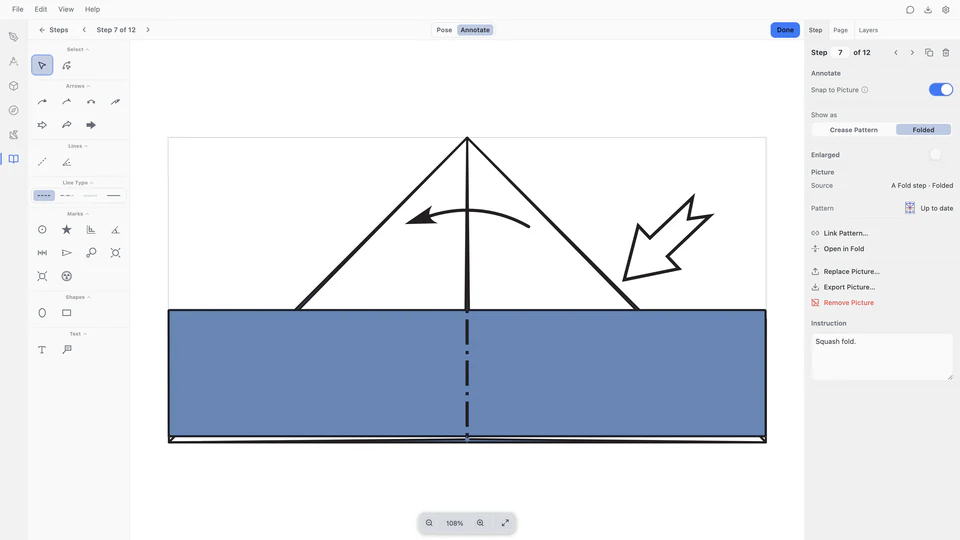 File Edit View Help
Steps
Step 7 of 12
Pose Annotate
Done
Step Page Layers
Select
Arrows
Lines
Line Type
Marks
Shapes
Text
108%
Step 7 of 12
Annotate
Snap to Picture
Show as
Crease Pattern Folded
Enlarged
Picture
Source A Fold step · Folded
Pattern Up to date
Link Pattern...
Open in Fold
Replace Picture...
Export Picture...
Remove Picture
Instruction
Squash fold.